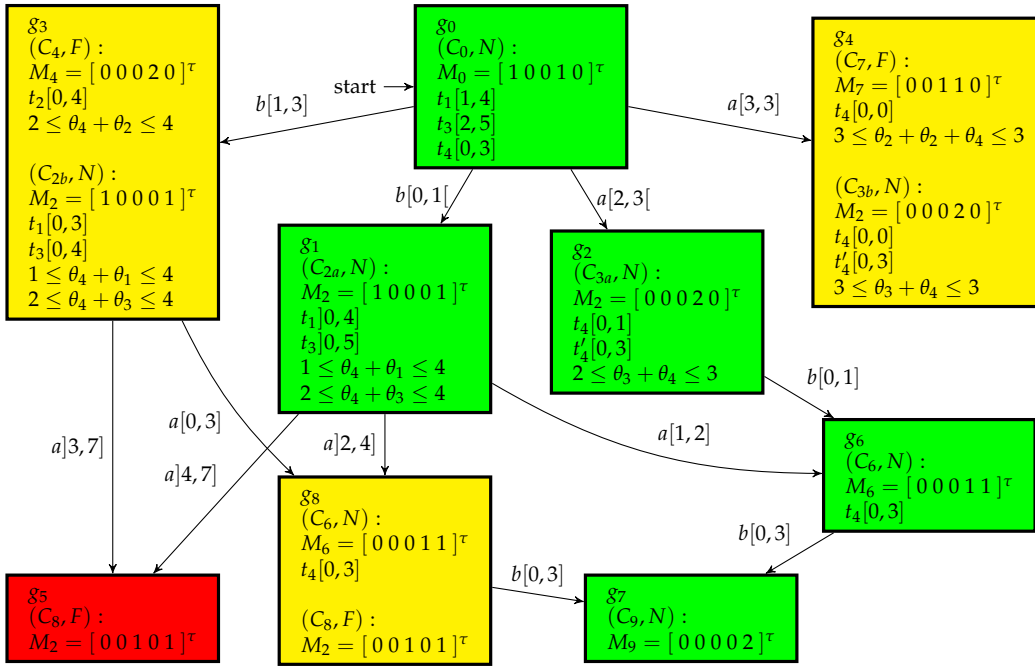 g₃
(C₄, F) :
M₄ = [ 0 0 0 2 0 ]^τ
t₂[0, 4]
2 ≤ θ₄ + θ₂ ≤ 4
(C₂b, N) :
M₂ = [ 1 0 0 0 1 ]^τ
t₁[0, 3]
t₃[0, 4]
1 ≤ θ₄ + θ₁ ≤ 4
2 ≤ θ₄ + θ₃ ≤ 4
b[1, 3]
start
g₀
(C₀, N) :
M₀ = [ 1 0 0 1 0 ]^τ
t₁[1, 4]
t₃[2, 5]
t₄[0, 3]
a[3, 3]
g₄
(C₇, F) :
M₇ = [ 0 0 1 1 0 ]^τ
t₄[0, 0]
3 ≤ θ₂ + θ₂ + θ₄ ≤ 3
(C₃b, N) :
M₂ = [ 0 0 0 2 0 ]^τ
t₄[0, 0]
t′₄[0, 3]
3 ≤ θ₃ + θ₄ ≤ 3
b[0, 1[
a[2, 3[
g₁
(C₂a, N) :
M₂ = [ 1 0 0 0 1 ]^τ
t₁]0, 4]
t₃]0, 5]
1 ≤ θ₄ + θ₁ ≤ 4
2 ≤ θ₄ + θ₃ ≤ 4
g₂
(C₃a, N) :
M₂ = [ 0 0 0 2 0 ]^τ
t₄[0, 1]
t′₄[0, 3]
2 ≤ θ₃ + θ₄ ≤ 3
b[0, 1]
a]3, 7]
a[0, 3]
a]4, 7]
a]2, 4]
a[1, 2]
g₆
(C₆, N) :
M₆ = [ 0 0 0 1 1 ]^τ
t₄[0, 3]
b[0, 3]
g₈
(C₆, N) :
M₆ = [ 0 0 0 1 1 ]^τ
t₄[0, 3]
(C₈, F) :
M₂ = [ 0 0 1 0 1 ]^τ
b[0, 3]
g₅
(C₈, F) :
M₂ = [ 0 0 1 0 1 ]^τ
g₇
(C₉, N) :
M₉ = [ 0 0 0 0 2 ]^τ